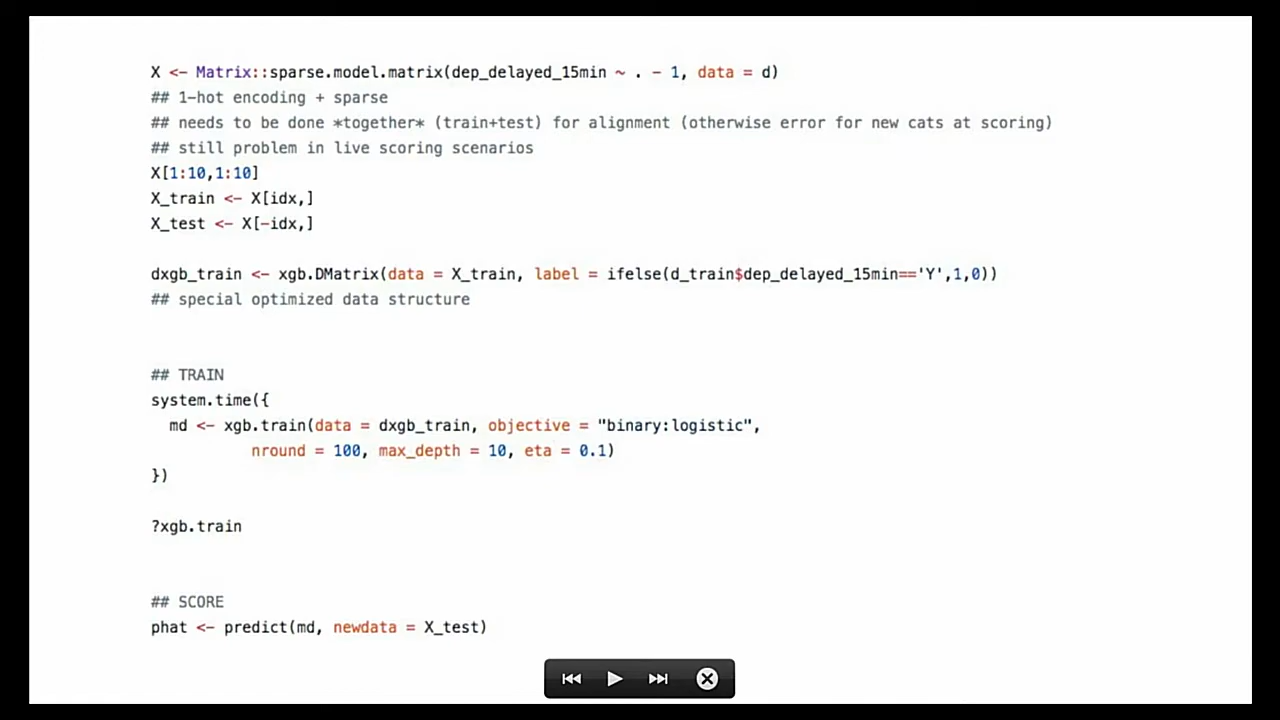 X <- Matrix::sparse.model.matrix(dep_delayed_15min ~ . - 1, data = d)
## 1-hot encoding + sparse
## needs to be done *together* (train+test) for alignment (otherwise error for new cats at scoring)
## still problem in live scoring scenarios
X[1:10,1:10]
X_train <- X[idx,]
X_test <- X[-idx,]
dxgb_train <- xgb.DMatrix(data = X_train, label = ifelse(d_train$dep_delayed_15min=='Y',1,0))
## special optimized data structure
## TRAIN
system.time({
md <- xgb.train(data = dxgb_train, objective = "binary:logistic",
nround = 100, max_depth = 10, eta = 0.1)
})
?xgb.train
## SCORE
phat <- predict(md, newdata = X_test)